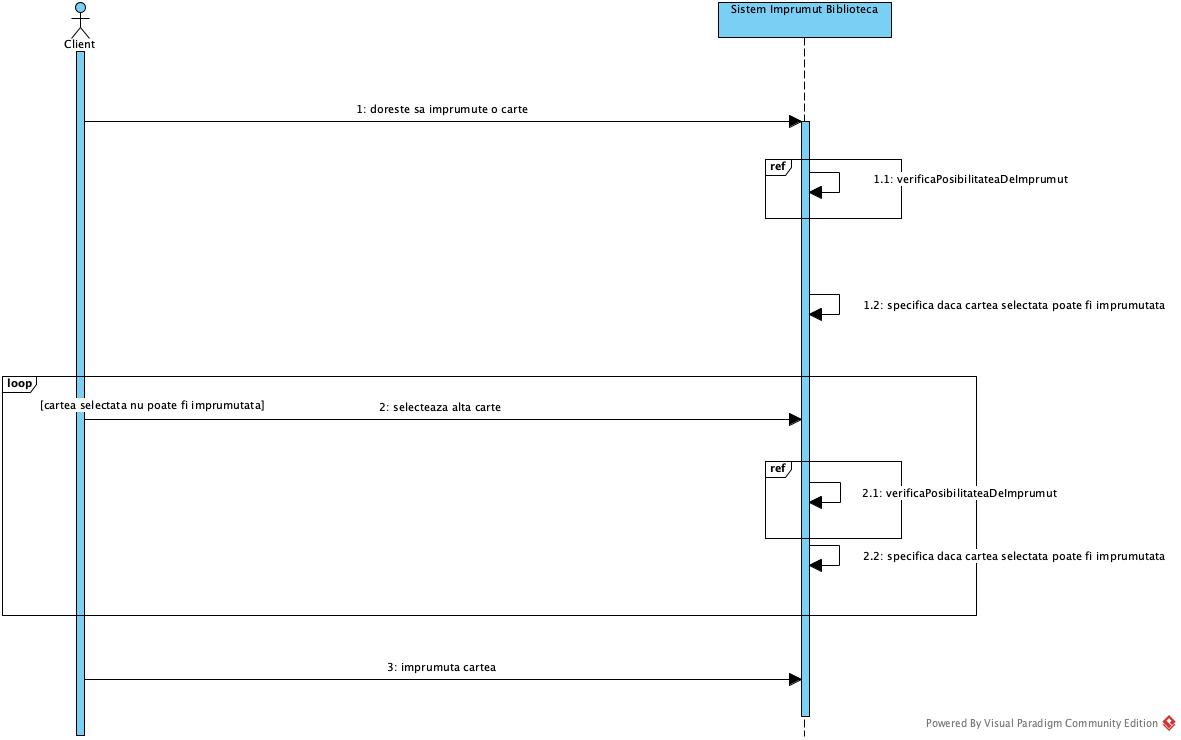 Sistem Imprumut Biblioteca
Client
1: doreste sa imprumute o carte
ref
1.1: verificaPosibilitateaDeImprumut
1.2: specifica daca cartea selectata poate fi imprumutata
loop
[cartea selectata nu poate fi imprumutata]
2: selecteaza alta carte
ref
2.1: verificaPosibilitateaDeImprumut
2.2: specifica daca cartea selectata poate fi imprumutata
3: imprumuta cartea
Powered By Visual Paradigm Community Edition